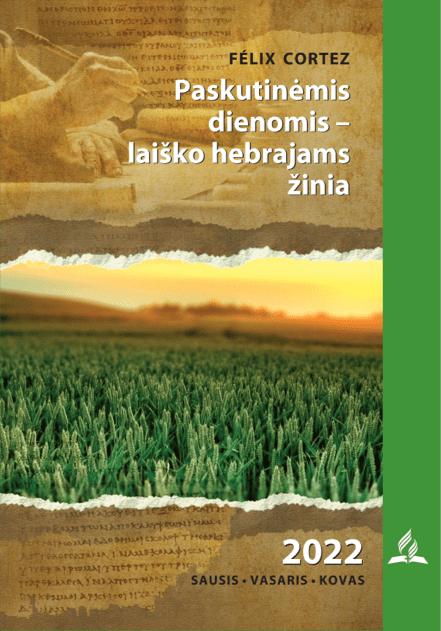 FÉLIX CORTEZ
Paskutinėmis
dienomis –
laiško hebrajams
žinia
2022
SAUSIS • VASARIS • KOVAS